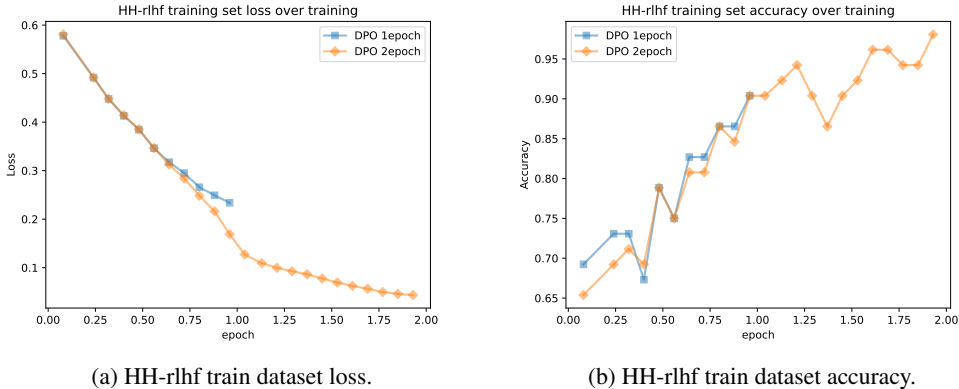 HH-rlhf training set loss over training
0.6
0.5
0.4
0.3
0.2
0.1
Loss
DPO 1epoch
DPO 2epoch
0.00 0.25 0.50 0.75 1.00 1.25 1.50 1.75 2.00
epoch
(a) HH-rlhf train dataset loss.
HH-rlhf training set accuracy over training
0.95
0.90
0.85
0.80
0.75
0.70
0.65
Accuracy
DPO 1epoch
DPO 2epoch
0.00 0.25 0.50 0.75 1.00 1.25 1.50 1.75 2.00
epoch
(b) HH-rlhf train dataset accuracy.